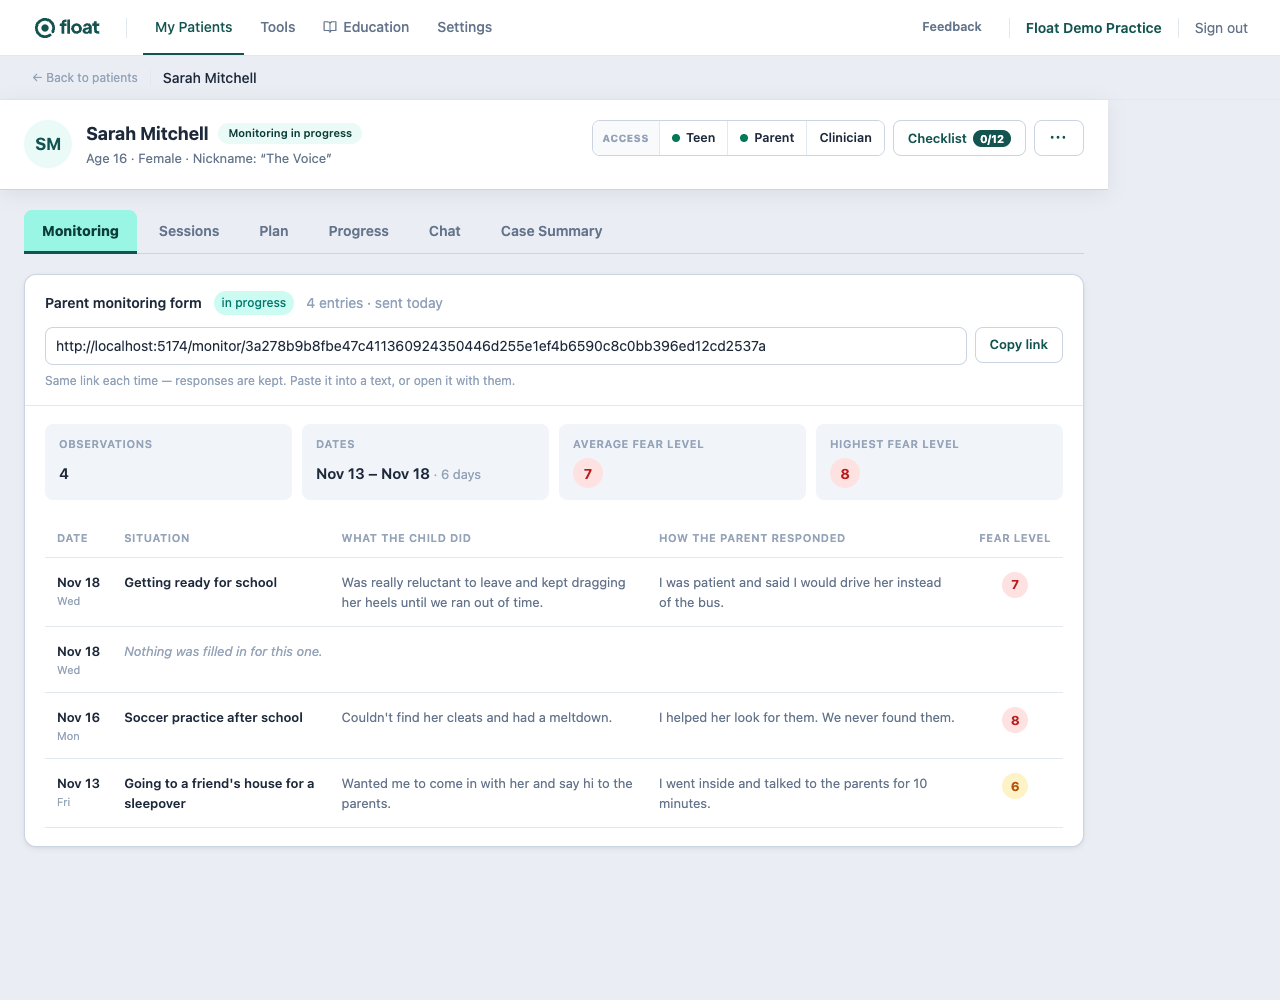 float
My Patients
Tools
Education
Settings
Feedback
Float Demo Practice
Sign out
← Back to patients
Sarah Mitchell
SM
Sarah Mitchell
Monitoring in progress
Age 16 · Female · Nickname: “The Voice”
ACCESS
Teen
Parent
Clinician
Checklist 0/12
···
Monitoring
Sessions
Plan
Progress
Chat
Case Summary
Parent monitoring form
in progress
4 entries · sent today
http://localhost:5174/monitor/3a278b9b8fbe47c411360924350446d255e1ef4b6590c8c0bb396ed12cd2537a
Copy link
Same link each time — responses are kept. Paste it into a text, or open it with them.
OBSERVATIONS
4
DATES
Nov 13 – Nov 18 · 6 days
AVERAGE FEAR LEVEL
7
HIGHEST FEAR LEVEL
8
DATE
SITUATION
WHAT THE CHILD DID
HOW THE PARENT RESPONDED
FEAR LEVEL
Nov 18
Wed
Getting ready for school
Was really reluctant to leave and kept dragging
her heels until we ran out of time.
I was patient and said I would drive her instead
of the bus.
7
Nov 18
Wed
Nothing was filled in for this one.
Nov 16
Mon
Soccer practice after school
Couldn't find her cleats and had a meltdown.
I helped her look for them. We never found them.
8
Nov 13
Fri
Going to a friend's house for a
sleepover
Wanted me to come in with her and say hi to the
parents.
I went inside and talked to the parents for 10
minutes.
6